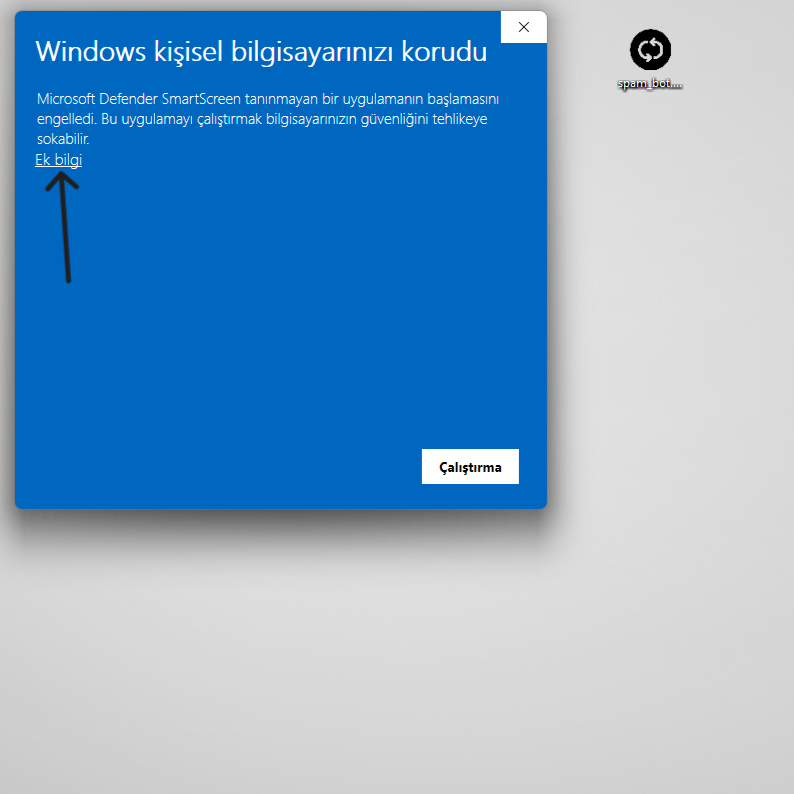 Windows kişisel bilgisayarınızı korudu
spam_bot....
Microsoft Defender SmartScreen tanınmayan bir uygulamanın başlamasını
engelledi. Bu uygulamayı çalıştırmak bilgisayarınızın güvenliğini tehlikeye
sokabilir.
Ek bilgi
Çalıştırma